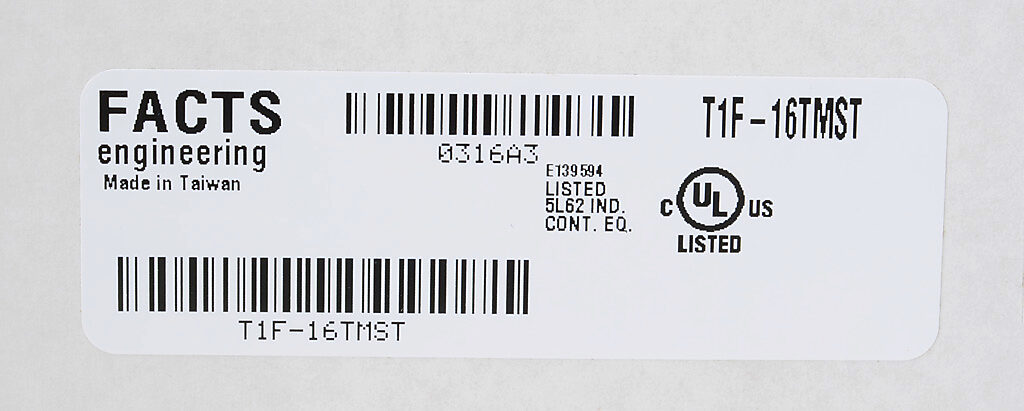 FACTS
engineering
Made in Taiwan
0316A3
T1F-16TMST
E139594
LISTED
5L62 IND.
CONT. EQ.
C UL US
LISTED
T1F-16TMST